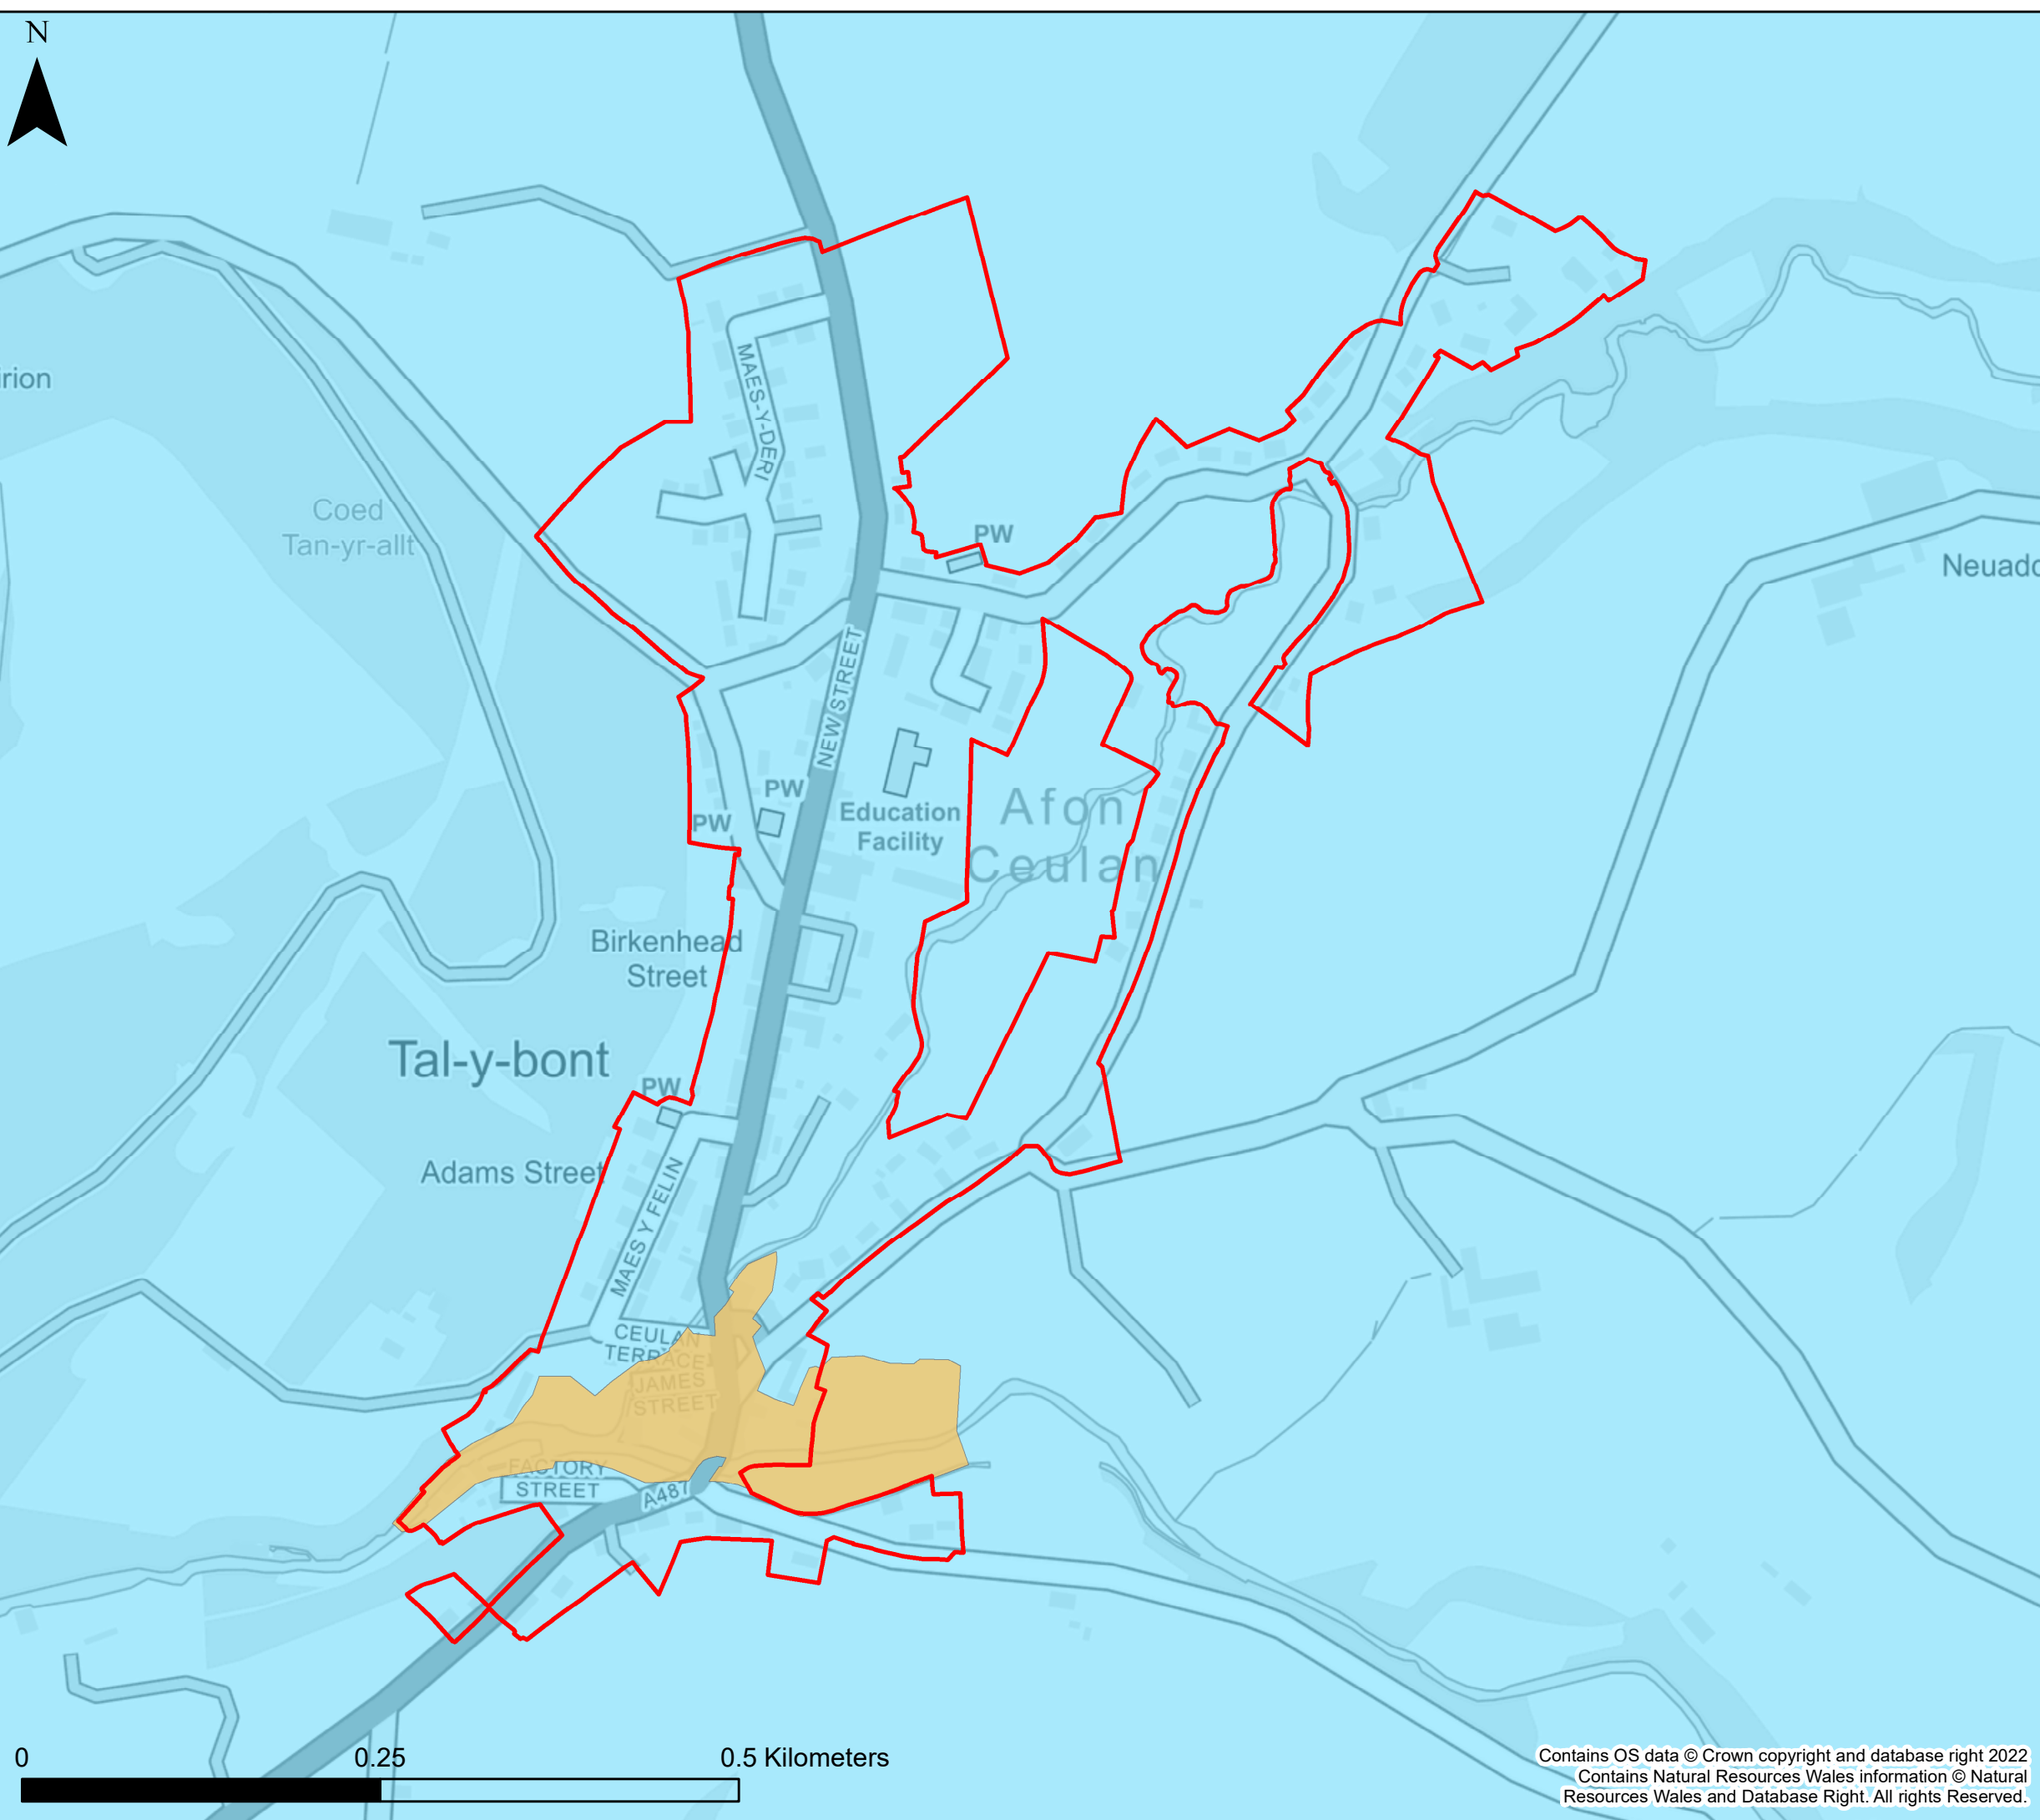 N
MAES-Y-DERI
Coed
Tan-yr-allt
PW
Neuadd
NEW STREET
PW
PW
Education
Facility
Afon
Ceulan
Birkenhead
Street
Tal-y-bont
PW
Adams Street
MAES Y FELIN
CEULAN
TERRACE
JAMES
STREET
FACTORY
STREET
A487
0
0.25
0.5 Kilometers
Contains OS data © Crown copyright and database right 2022
Contains Natural Resources Wales information © Natural
Resources Wales and Database Right. All rights Reserved.